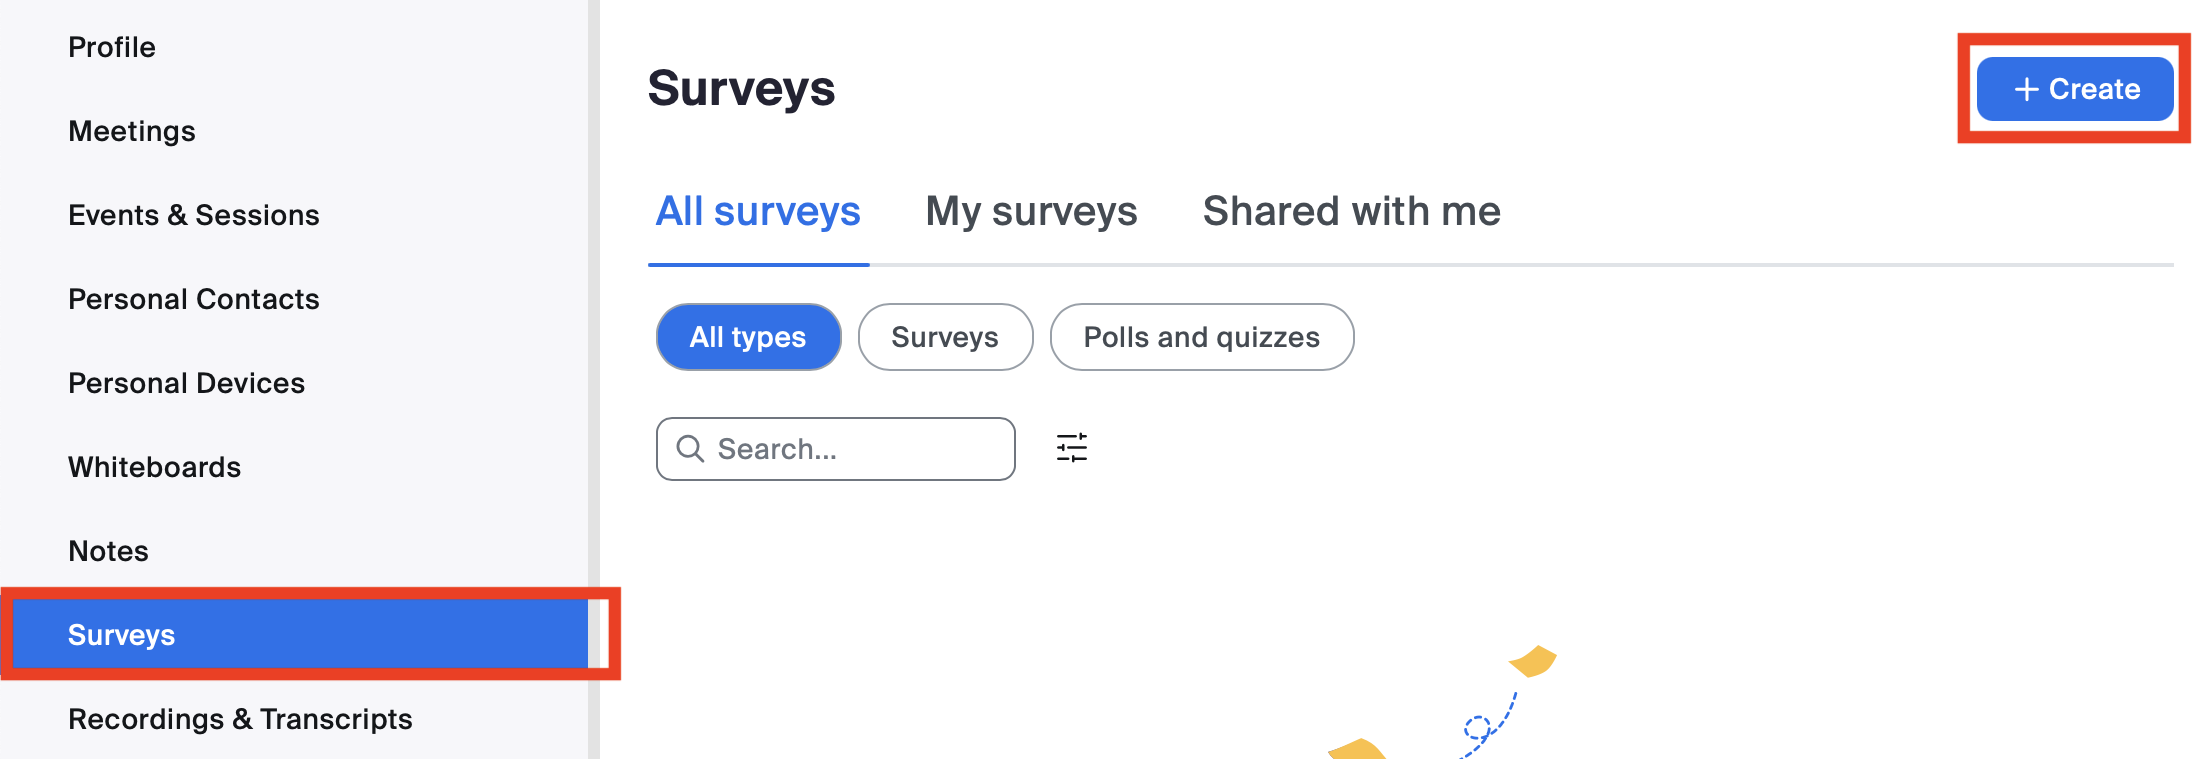 Profile
Meetings
Events & Sessions
Personal Contacts
Personal Devices
Whiteboards
Notes
Surveys
Recordings & Transcripts
Surveys
+ Create
All surveys
My surveys
Shared with me
All types
Surveys
Polls and quizzes
Search...